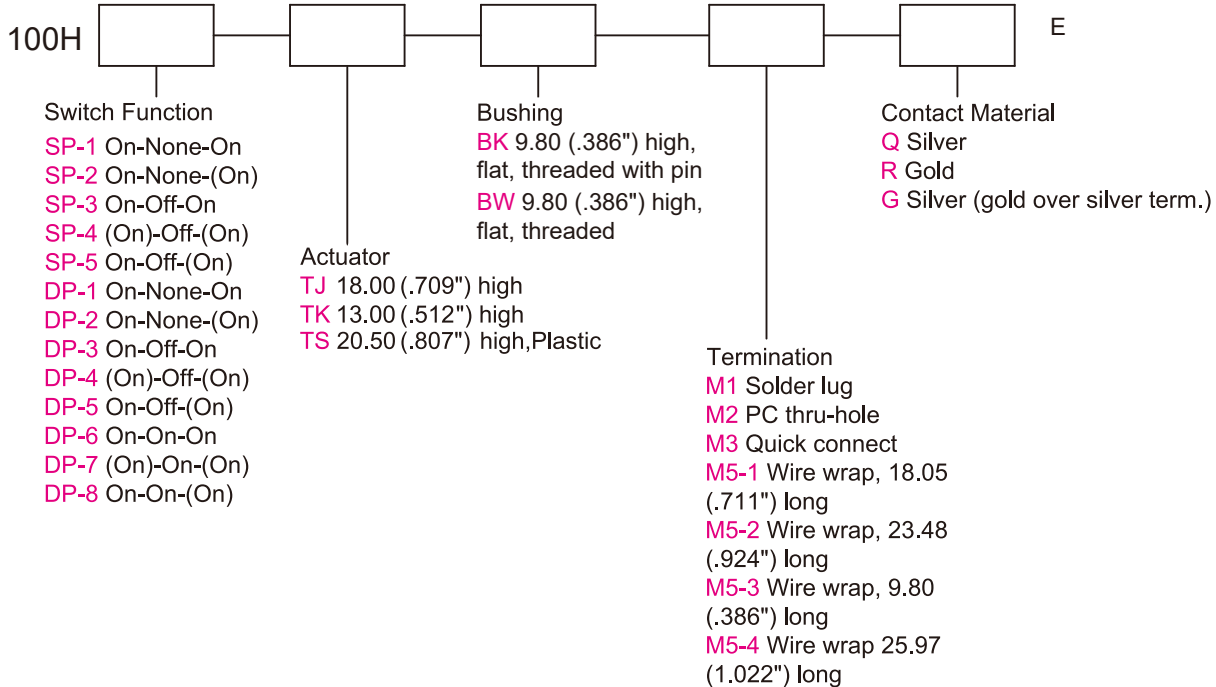 100H
E
Switch Function
SP-1 On-None-On
SP-2 On-None-(On)
SP-3 On-Off-On
SP-4 (On)-Off-(On)
SP-5 On-Off-(On)
DP-1 On-None-On
DP-2 On-None-(On)
DP-3 On-Off-On
DP-4 (On)-Off-(On)
DP-5 On-Off-(On)
DP-6 On-On-On
DP-7 (On)-On-(On)
DP-8 On-On-(On)
Actuator
TJ 18.00 (.709") high
TK 13.00 (.512") high
TS 20.50 (.807") high,Plastic
Bushing
BK 9.80 (.386") high,
flat, threaded with pin
BW 9.80 (.386") high,
flat, threaded
Termination
M1 Solder lug
M2 PC thru-hole
M3 Quick connect
M5-1 Wire wrap, 18.05
(.711") long
M5-2 Wire wrap, 23.48
(.924") long
M5-3 Wire wrap, 9.80
(.386") long
M5-4 Wire wrap 25.97
(1.022") long
Contact Material
Q Silver
R Gold
G Silver (gold over silver term.)